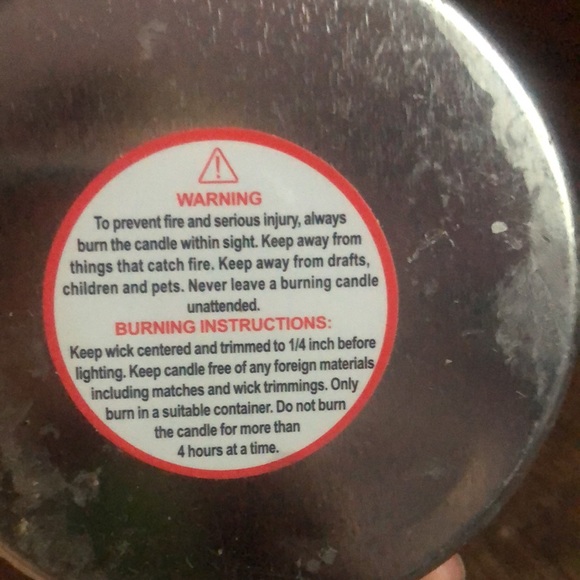 WARNING
To prevent fire and serious injury, always
burn the candle within sight. Keep away from
things that catch fire. Keep away from drafts,
children and pets. Never leave a burning candle
unattended.
BURNING INSTRUCTIONS:
Keep wick centered and trimmed to 1/4 inch before
lighting. Keep candle free of any foreign materials
including matches and wick trimmings. Only
burn in a suitable container. Do not burn
the candle for more than
4 hours at a time.